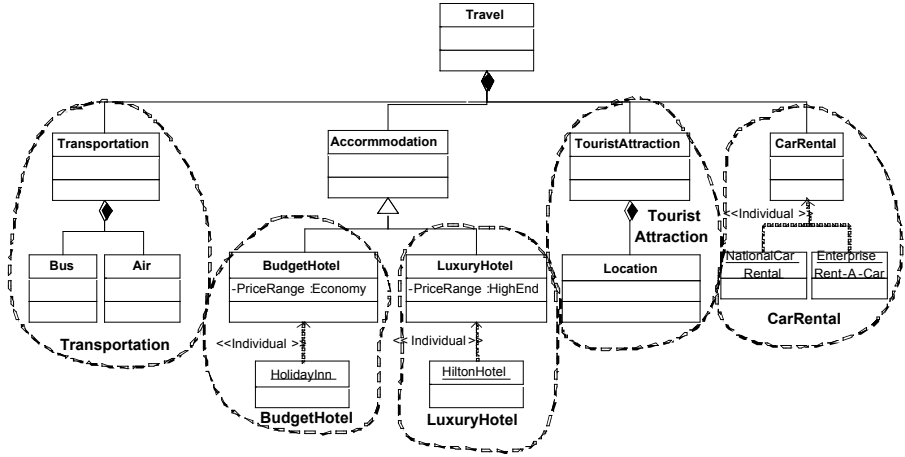 Travel
Transportation
Accormmodation
TouristAttraction
CarRental
Bus
Air
BudgetHotel
-PriceRange :Economy
LuxuryHotel
-PriceRange :HighEnd
Location
Tourist
Attraction
<<Individual >>
NationalCar
Rental
Enterprise
Rent-A-Car
CarRental
Transportation
<<Individual >>
HolidayInn
BudgetHotel
<< Individual >>
HiltonHotel
LuxuryHotel